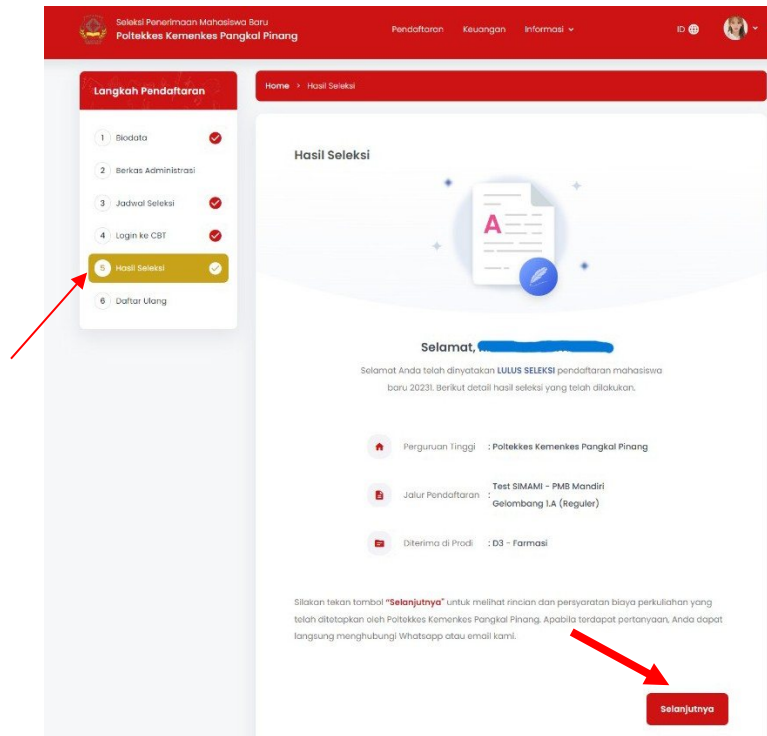 Seleksi Penerimaan Mahasiswa Baru
Poltekkes Kemenkes Pangkal Pinang
Pendaftaran Keuangan Informasi ID
Langkah Pendaftaran
1 Biodata
2 Berkas Administrasi
3 Jadwal Seleksi
4 Login ke CBT
5 Hasil Seleksi
6 Daftar Ulang
Home > Hasil Seleksi
Hasil Seleksi
A
Selamat,
Selamat Anda telah dinyatakan LULUS SELEKSI pendaftaran mahasiswa
baru 20231. Berikut detail hasil seleksi yang telah dilakukan.
Perguruan Tinggi : Poltekkes Kemenkes Pangkal Pinang
Jalur Pendaftaran : Test SIMAMI - PMB Mandiri
Gelombang 1.A (Reguler)
Diterima di Prodi : D3 - Farmasi
Silakan tekan tombol "Selanjutnya" untuk melihat rincian dan persyaratan biaya perkuliahan yang
telah ditetapkan oleh Poltekkes Kemenkes Pangkal Pinang. Apabila terdapat pertanyaan, Anda dapat
langsung menghubungi Whatsapp atau email kami.
Selanjutnya